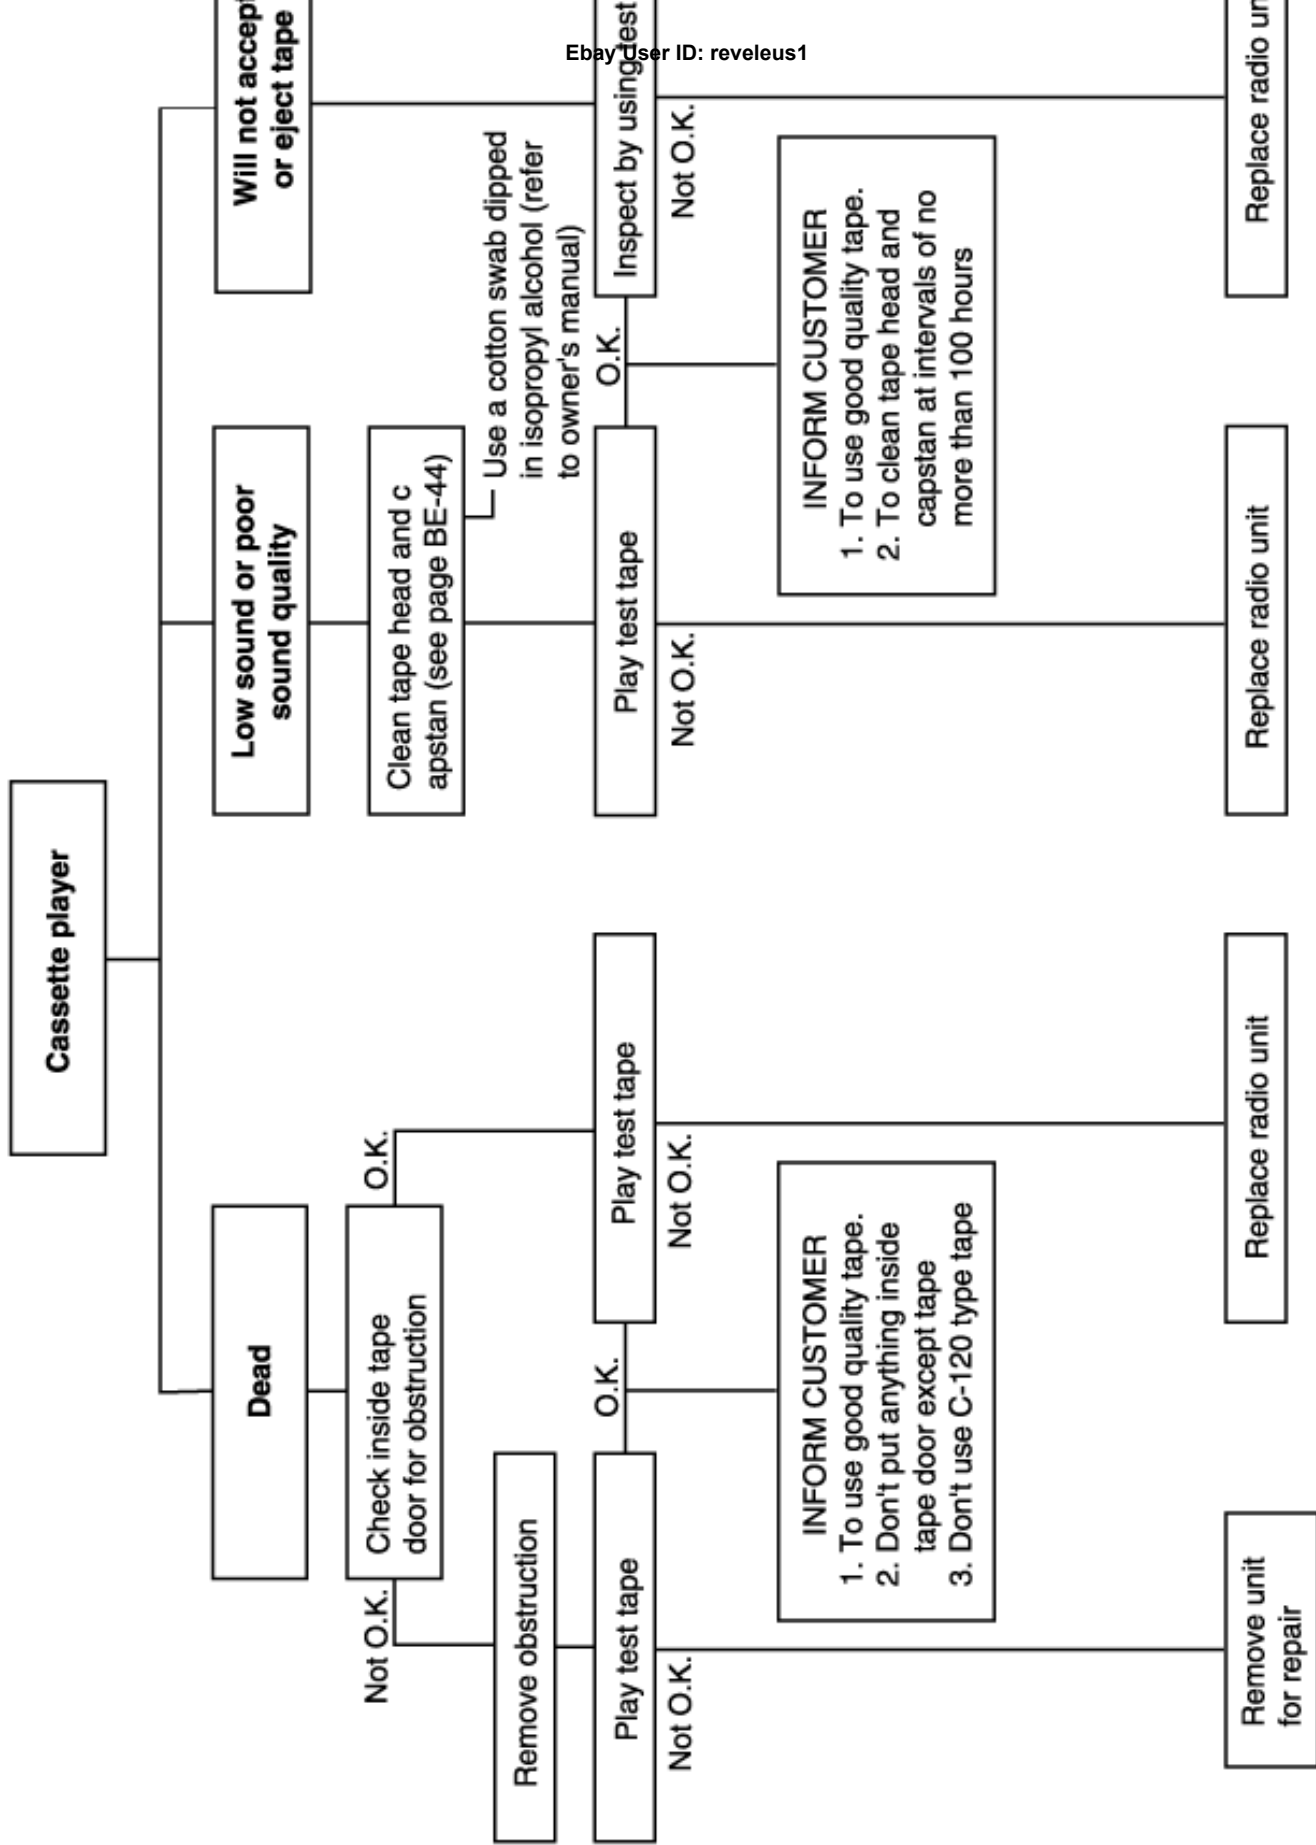 Ebay User ID: reveleus1
Cassette player
Dead
Low sound or poor
sound quality
Will not accept
or eject tape
Check inside tape
door for obstruction
Not O.K.
O.K.
Clean tape head and c
apstan (see page BE-44)
Use a cotton swab dipped
in isopropyl alcohol (refer
to owner's manual)
Remove obstruction
Play test tape
O.K.
Play test tape
Play test tape
O.K.
Inspect by using test
Not O.K.
Not O.K.
Not O.K.
Not O.K.
INFORM CUSTOMER
1. To use good quality tape.
2. Don't put anything inside
tape door except tape
3. Don't use C-120 type tape
INFORM CUSTOMER
1. To use good quality tape.
2. To clean tape head and
capstan at intervals of no
more than 100 hours
Remove unit
for repair
Replace radio unit
Replace radio unit
Replace radio un